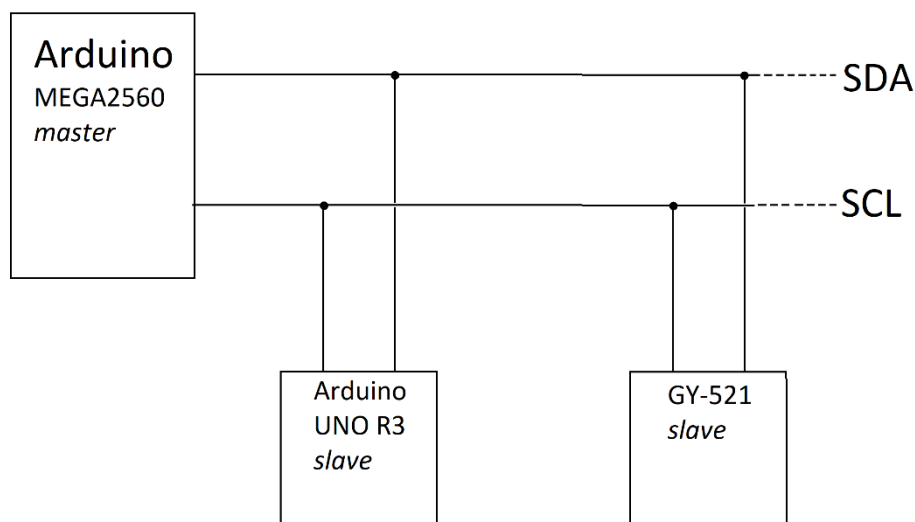 Arduino
MEGA2560
master
SDA
SCL
Arduino
UNO R3
slave
GY-521
slave